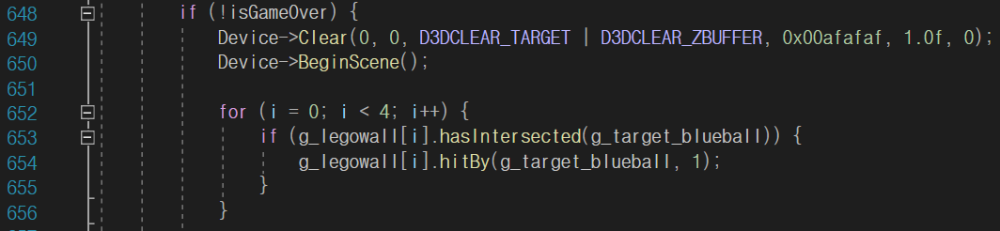 648 if (!isGameOver) {
649 Device->Clear(0, 0, D3DCLEAR_TARGET | D3DCLEAR_ZBUFFER, 0x00afafaf, 1.0f, 0);
650 Device->BeginScene();
651
652 for (i = 0; i < 4; i++) {
653 if (g_legowall[i].hasIntersected(g_target_blueball)) {
654 g_legowall[i].hitBy(g_target_blueball, 1);
655 }
656 }